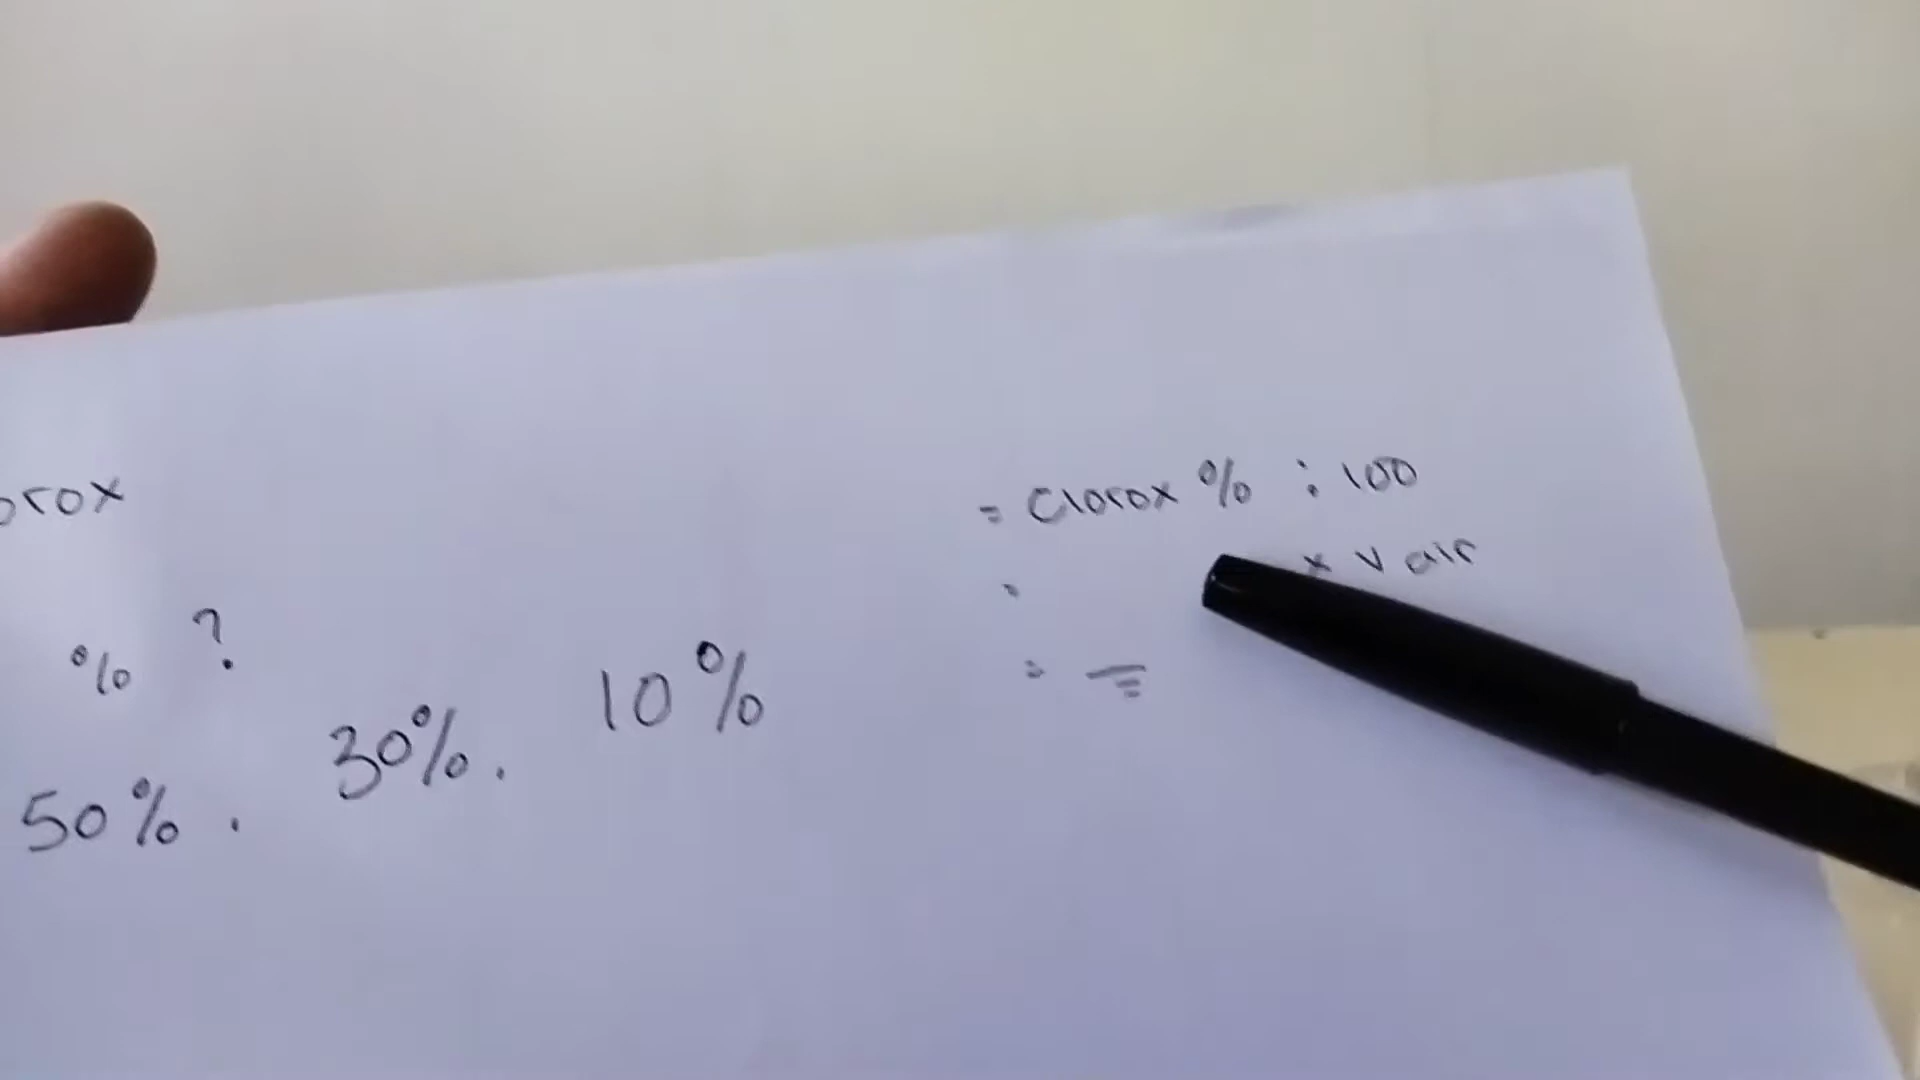 orox
% ?
50%. 30%. 10%
= Clorox % : 100
x V air
=